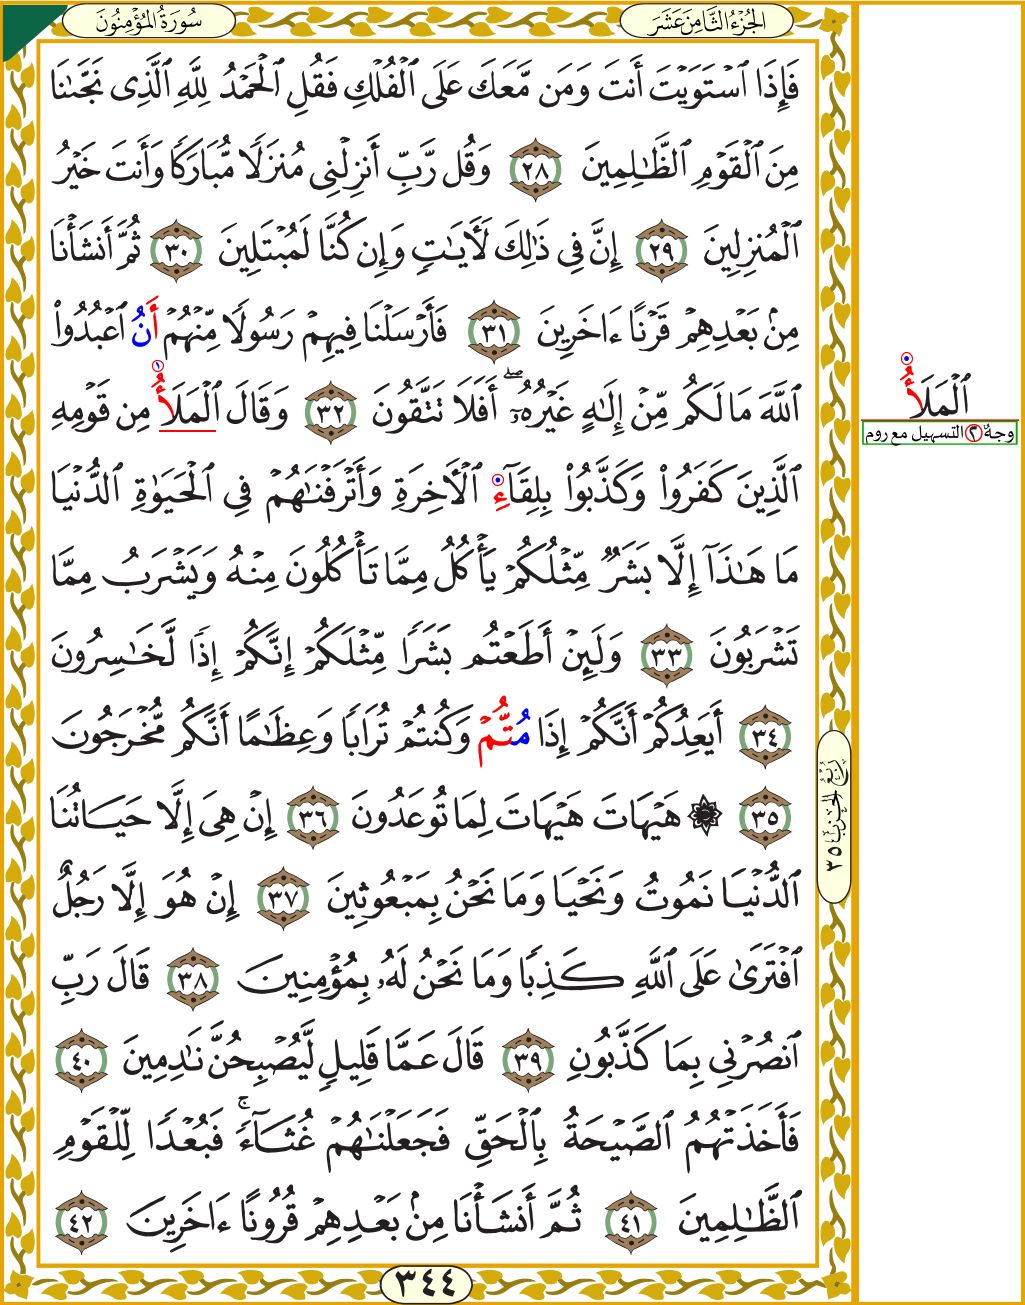 سُورَةُ المُؤْمِنُونَ
الجُزْءُ الثَّامِنَ عَشَرَ
فَإِذَا ٱسْتَوَيْتَ أَنتَ وَمَن مَّعَكَ عَلَى ٱلْفُلْكِ فَقُلِ ٱلْحَمْدُ لِلَّهِ ٱلَّذِى نَجَّىٰنَا
مِنَ ٱلْقَوْمِ ٱلظَّـٰلِمِينَ ٢٨ وَقُل رَّبِّ أَنزِلْنِى مُنزَلًا مُّبَارَكًا وَأَنتَ خَيْرُ
ٱلْمُنزِلِينَ ٢٩ إِنَّ فِى ذَٰلِكَ لَـَٔايَـٰتٍ وَإِن كُنَّا لَمُبْتَلِينَ ٣٠ ثُمَّ أَنشَأْنَا
مِنۢ بَعْدِهِمْ قَرْنًا ءَاخَرِينَ ٣١ فَأَرْسَلْنَا فِيهِمْ رَسُولًا مِّنْهُمْ أَنُ ٱعْبُدُوا۟
ٱللَّهَ مَا لَكُم مِّنْ إِلَـٰهٍ غَيْرُهُۥٓ ۖ أَفَلَا تَتَّقُونَ ٣٢ وَقَالَ ٱلْمَلَأُ مِن قَوْمِهِ
ٱلَّذِينَ كَفَرُوا۟ وَكَذَّبُوا۟ بِلِقَآءِ ٱلْـَٔاخِرَةِ وَأَتْرَفْنَـٰهُمْ فِى ٱلْحَيَوٰةِ ٱلدُّنْيَا
مَا هَـٰذَآ إِلَّا بَشَرٌ مِّثْلُكُمْ يَأْكُلُ مِمَّا تَأْكُلُونَ مِنْهُ وَيَشْرَبُ مِمَّا
تَشْرَبُونَ ٣٣ وَلَئِنْ أَطَعْتُم بَشَرًا مِّثْلَكُمْ إِنَّكُمْ إِذًا لَّخَـٰسِرُونَ
٣٤ أَيَعِدُكُمْ أَنَّكُمْ إِذَا مُتُّمْ وَكُنتُمْ تُرَابًا وَعِظَـٰمًا أَنَّكُم مُّخْرَجُونَ
٣٥ ۞ هَيْهَاتَ هَيْهَاتَ لِمَا تُوعَدُونَ ٣٦ إِنْ هِىَ إِلَّا حَيَاتُنَا
ٱلدُّنْيَا نَمُوتُ وَنَحْيَا وَمَا نَحْنُ بِمَبْعُوثِينَ ٣٧ إِنْ هُوَ إِلَّا رَجُلٌ
ٱفْتَرَىٰ عَلَى ٱللَّهِ كَذِبًا وَمَا نَحْنُ لَهُۥ بِمُؤْمِنِينَ ٣٨ قَالَ رَبِّ
ٱنصُرْنِى بِمَا كَذَّبُونِ ٣٩ قَالَ عَمَّا قَلِيلٍ لَّيُصْبِحُنَّ نَـٰدِمِينَ ٤٠
فَأَخَذَتْهُمُ ٱلصَّيْحَةُ بِٱلْحَقِّ فَجَعَلْنَـٰهُمْ غُثَآءً ۚ فَبُعْدًا لِّلْقَوْمِ
ٱلظَّـٰلِمِينَ ٤١ ثُمَّ أَنشَأْنَا مِنۢ بَعْدِهِمْ قُرُونًا ءَاخَرِينَ ٤٢
٣٤٤
ٱلْمَلَأُ
وجهٌ ٢ التسهيل مع روم
رُبْعُ الحِزْبِ ٣٥